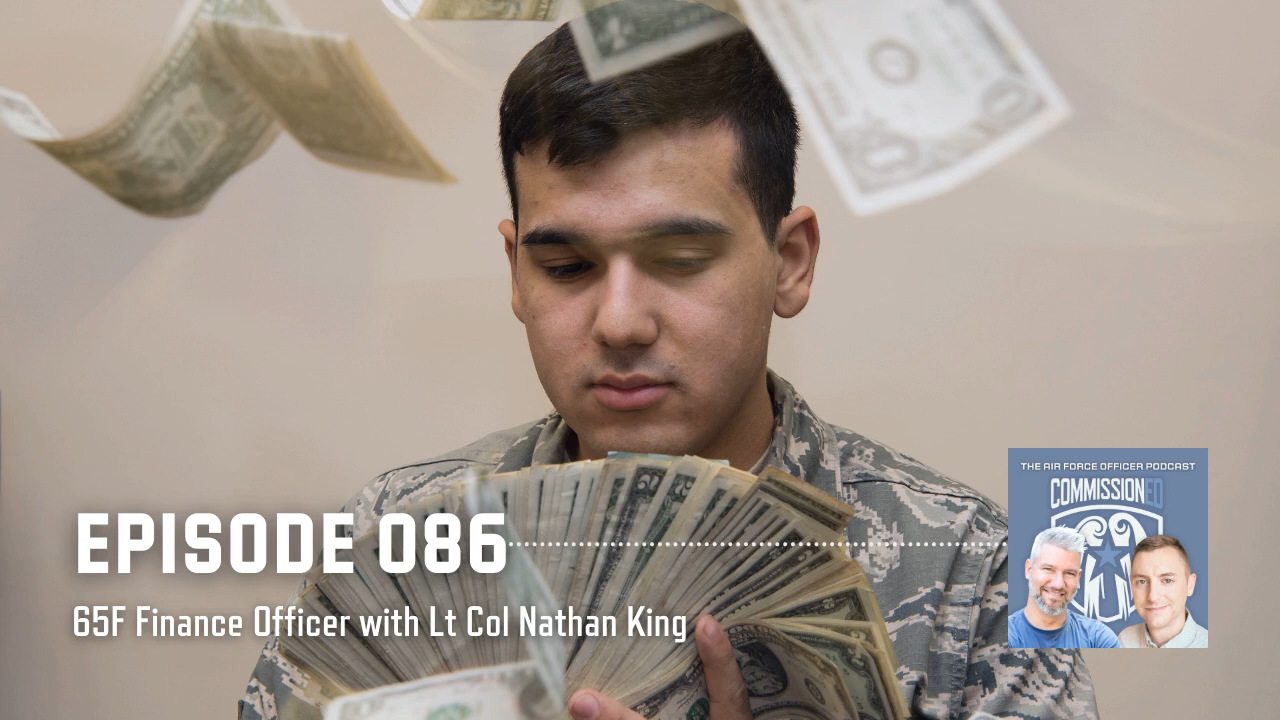 THE AIR FORCE OFFICER PODCAST
COMMISSIONED
EPISODE 086
65F Finance Officer with Lt Col Nathan King